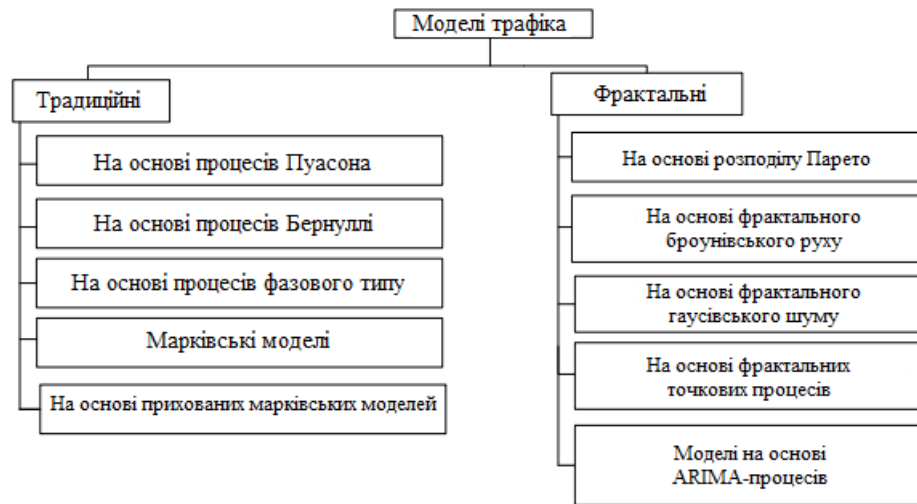 Моделі трафіка
Традиційні
На основі процесів Пуасона
На основі процесів Бернуллі
На основі процесів фазового типу
Марківські моделі
На основі прихованих марківських моделей
Фрактальні
На основі розподілу Парето
На основі фрактального
броунівського руху
На основі фрактального
гаусівського шуму
На основі фрактальних
точкових процесів
Моделі на основі
ARIMA-процесів